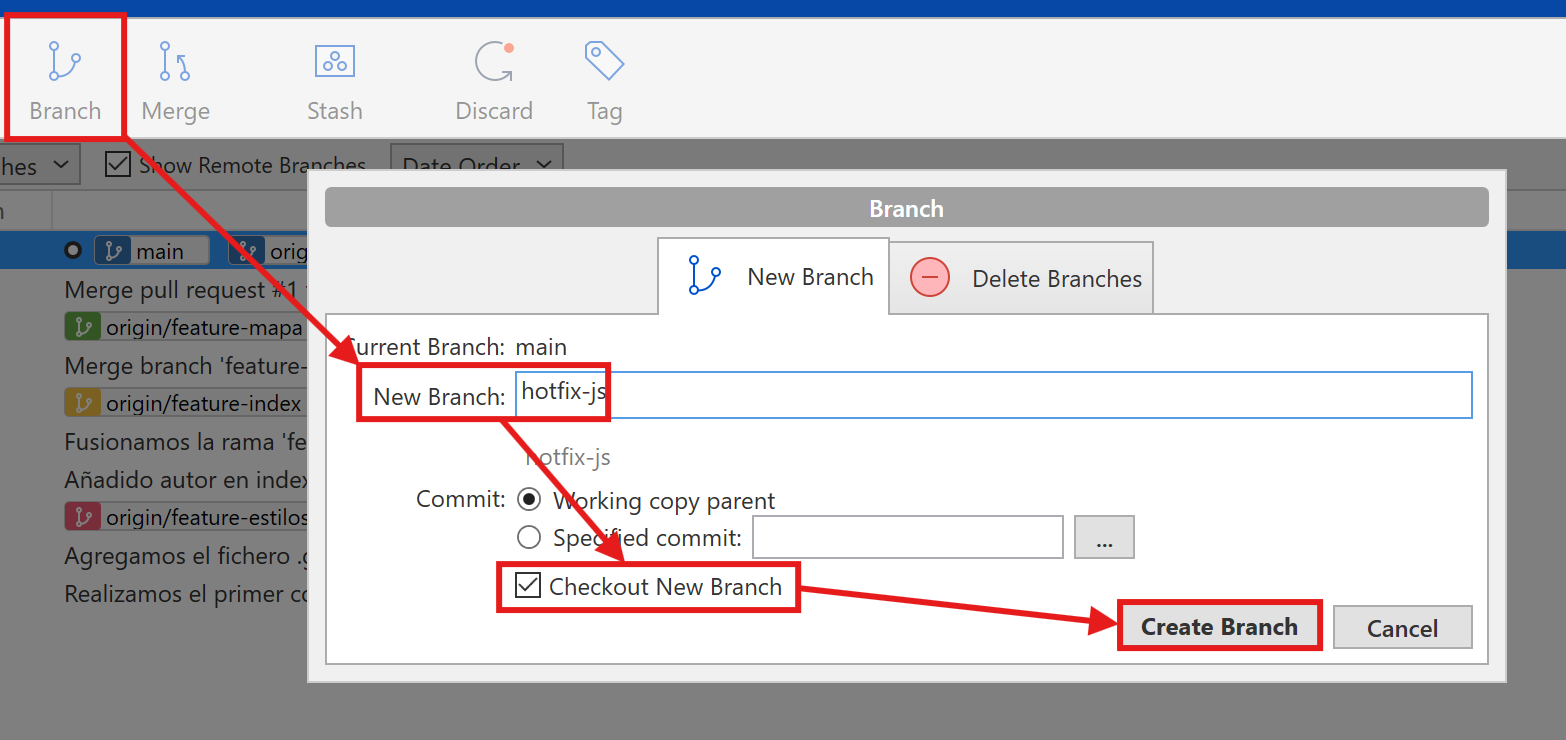 Branch Merge Stash Discard Tag
hes Show Remote Branches Date Order
Branch
main orig
New Branch Delete Branches
Merge pull request #1
origin/feature-mapa
Merge branch 'feature-
origin/feature-index
Fusionamos la rama 'fe
Añadido autor en index
origin/feature-estilos
Agregamos el fichero .g
Realizamos el primer co
Current Branch: main
New Branch: hotfix-js
hotfix-js
Commit: Working copy parent
Specified commit: ...
Checkout New Branch
Create Branch Cancel